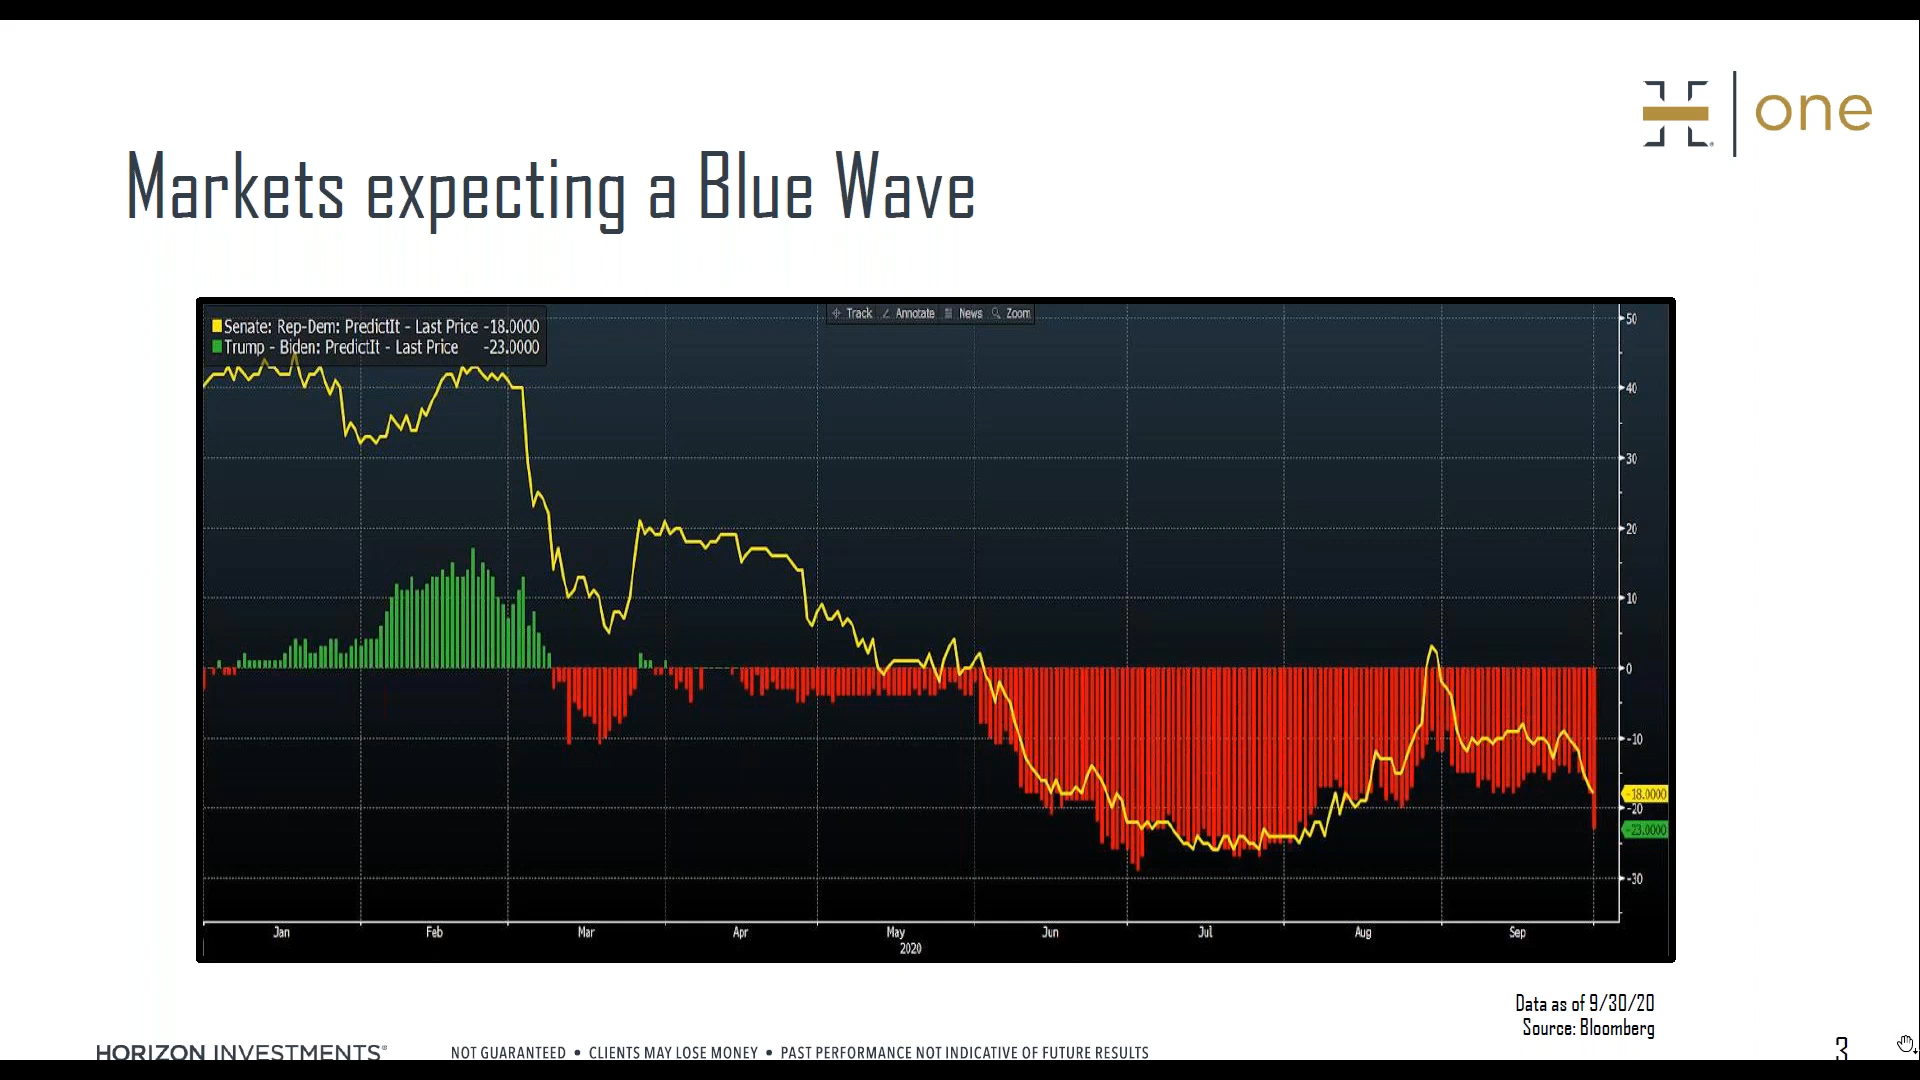 one
Markets expecting a Blue Wave
Track Annotate News Zoom
Senate: Rep-Dem: PredictIt - Last Price -18.0000
Trump - Biden: PredictIt - Last Price -23.0000
50
40
30
20
10
0
-10
-18.0000
-20
-23.0000
-30
Jan Feb Mar Apr May Jun Jul Aug Sep
2020
Data as of 9/30/20
Source: Bloomberg
HORIZON INVESTMENTS® NOT GUARANTEED • CLIENTS MAY LOSE MONEY • PAST PERFORMANCE NOT INDICATIVE OF FUTURE RESULTS 3